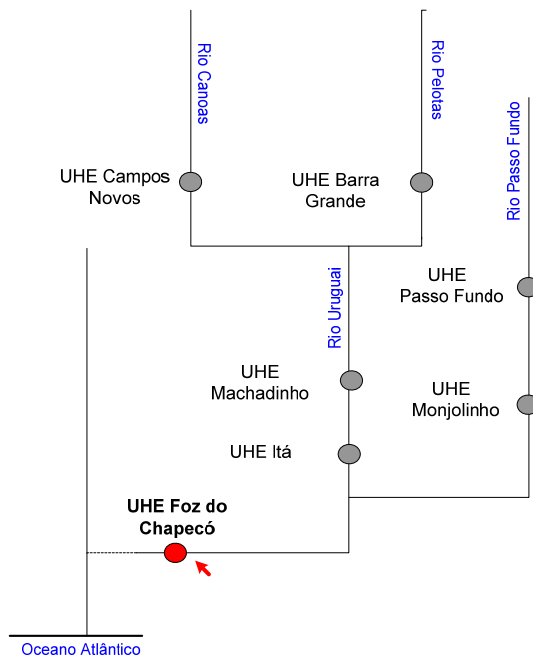 Rio Canoas
Rio Pelotas
Rio Passo Fundo
UHE Campos
Novos
UHE Barra
Grande
Rio Uruguai
UHE
Passo Fundo
UHE
Machadinho
UHE
Monjolinho
UHE Itá
UHE Foz do
Chapecó
Oceano Atlântico